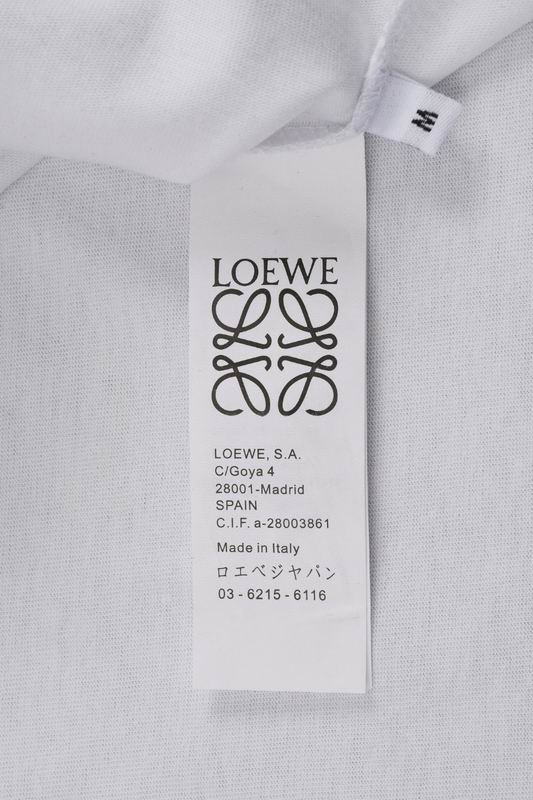 M
LOEWE
LOEWE, S.A.
C/Goya 4
28001-Madrid
SPAIN
C.I.F. a-28003861
Made in Italy
ロエベジャパン
03 - 6215 - 6116